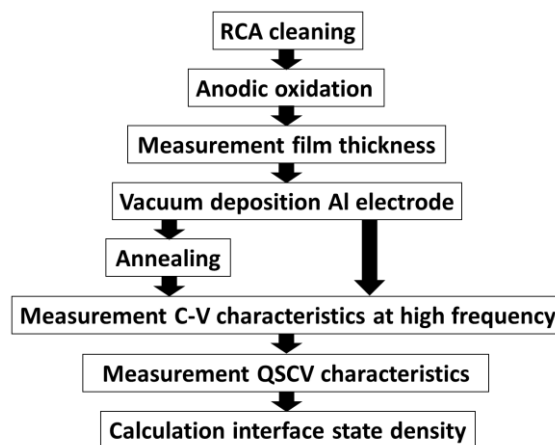 RCA cleaning
Anodic oxidation
Measurement film thickness
Vacuum deposition Al electrode
Annealing
Measurement C-V characteristics at high frequency
Measurement QSCV characteristics
Calculation interface state density